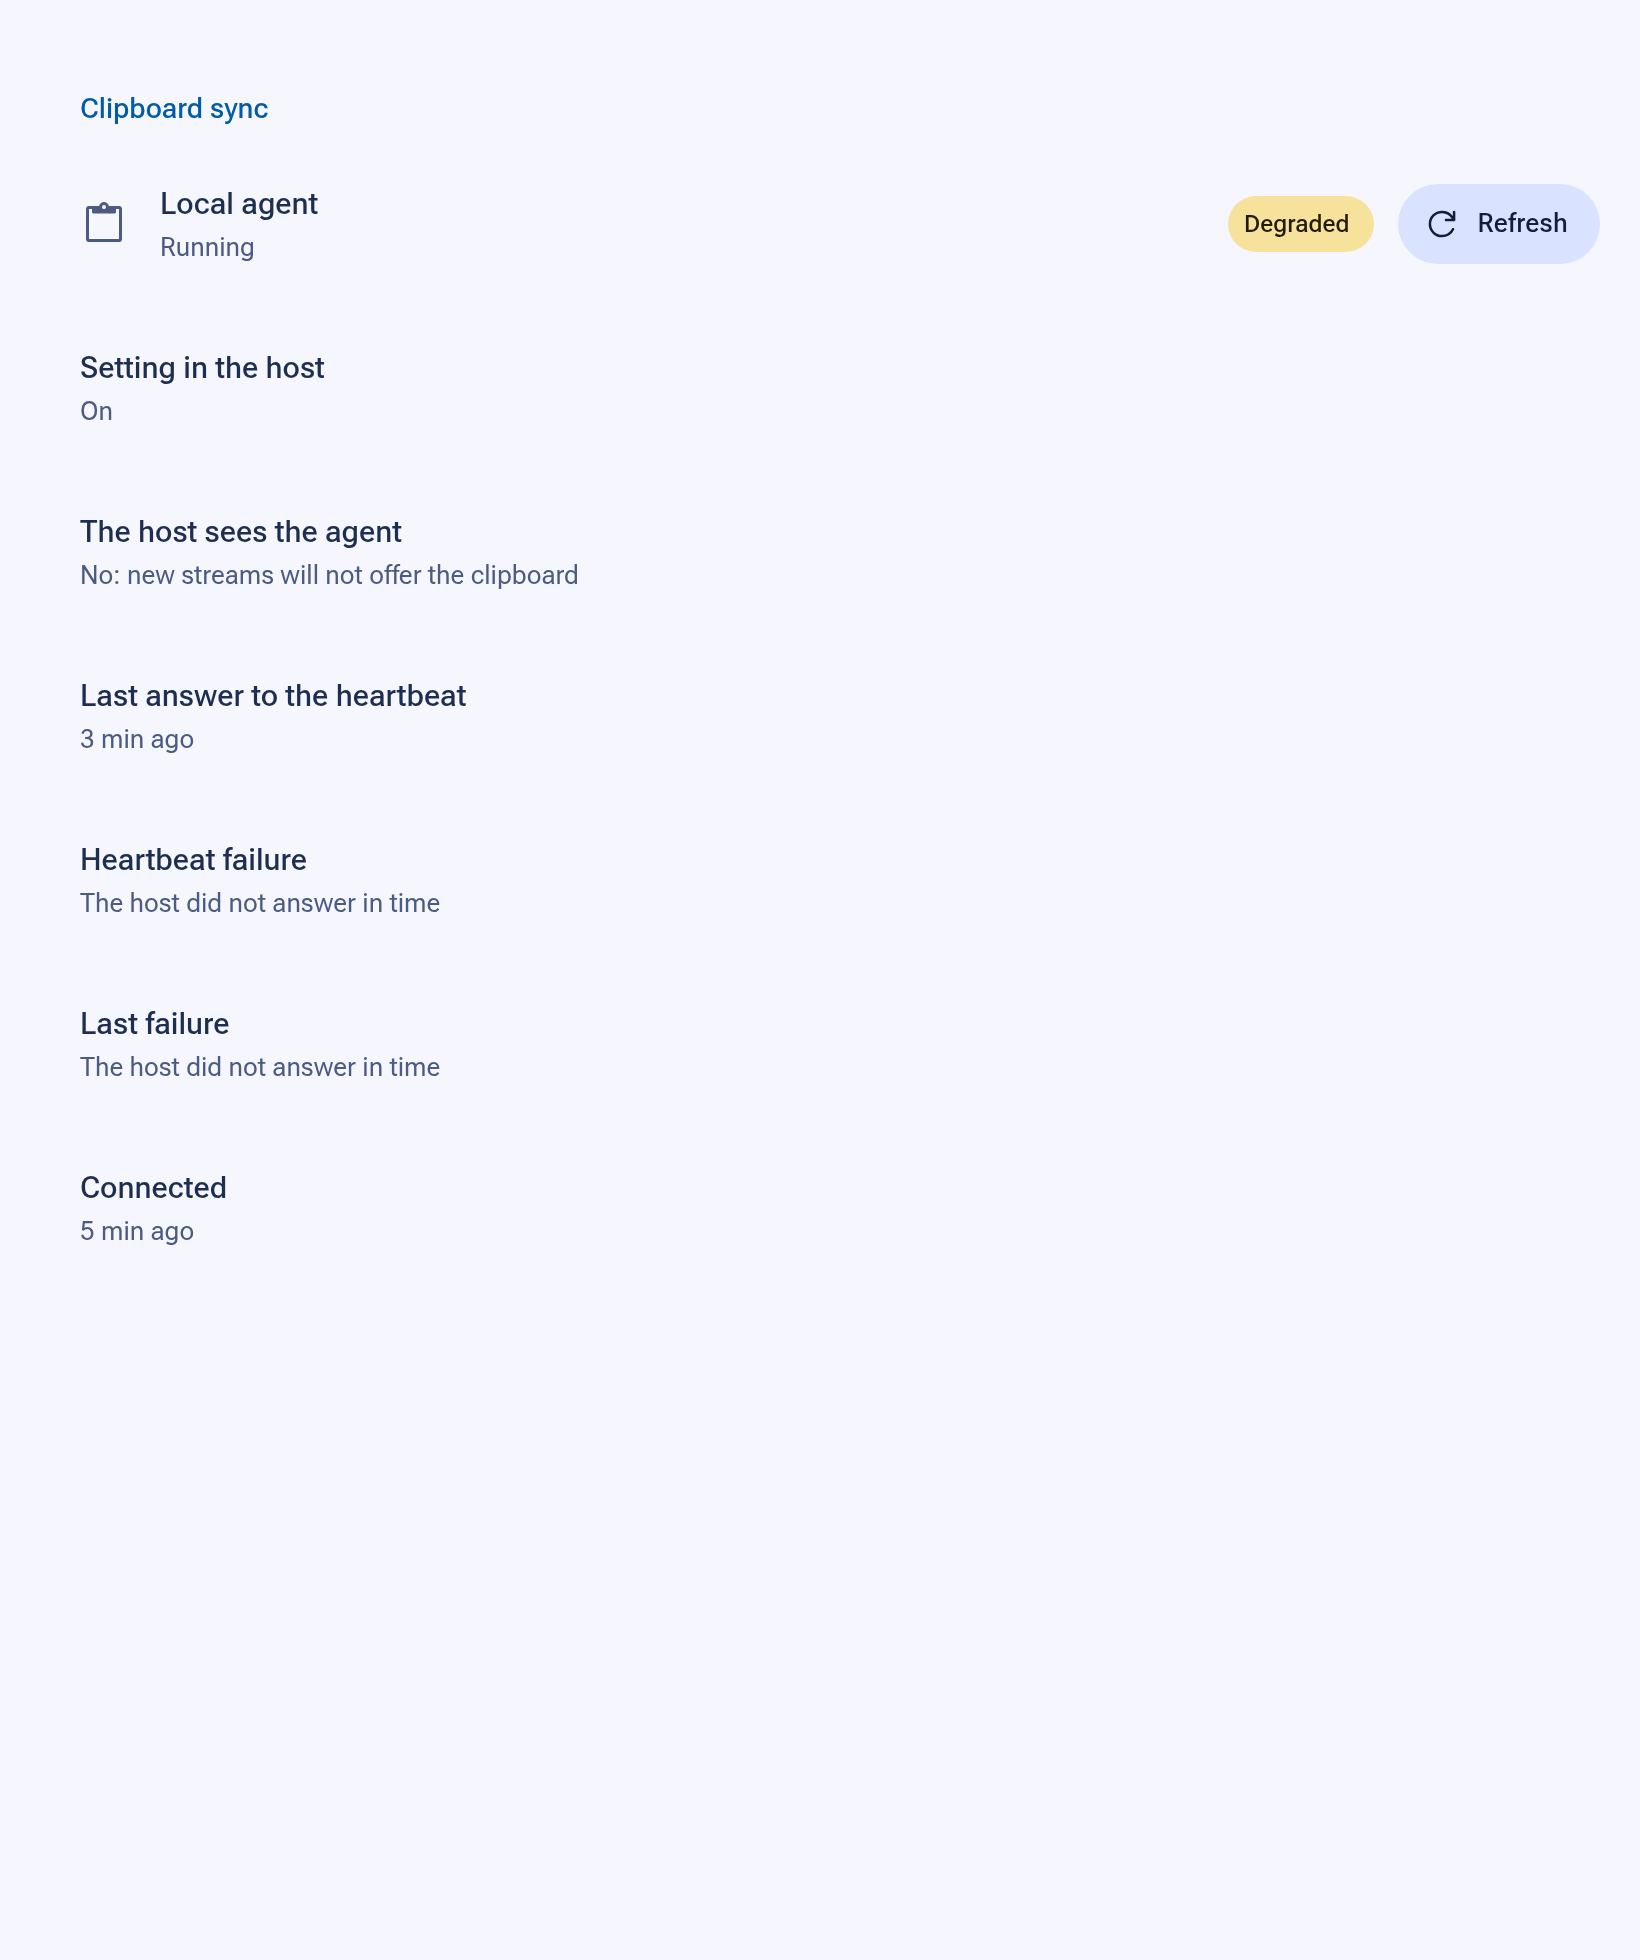 Clipboard sync
Local agent
Running
Degraded
Refresh
Setting in the host
On
The host sees the agent
No: new streams will not offer the clipboard
Last answer to the heartbeat
3 min ago
Heartbeat failure
The host did not answer in time
Last failure
The host did not answer in time
Connected
5 min ago